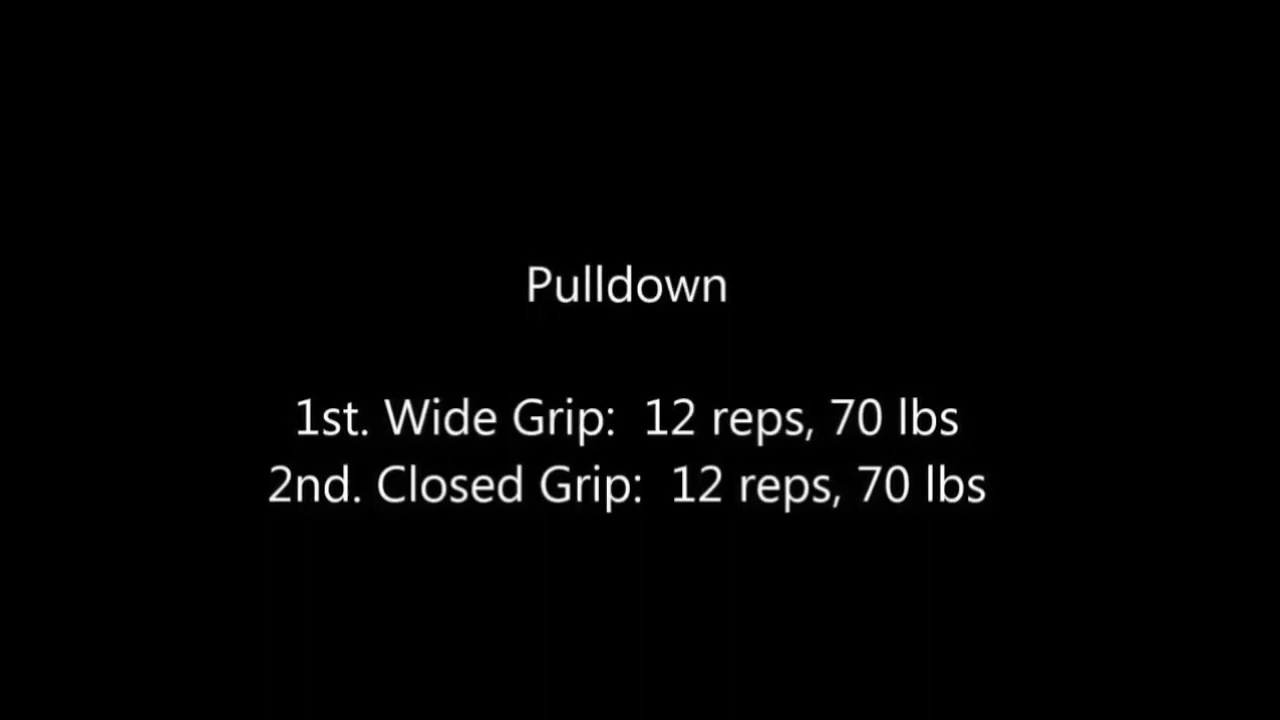 Pulldown
1st. Wide Grip:  12 reps, 70 lbs
2nd. Closed Grip:  12 reps, 70 lbs